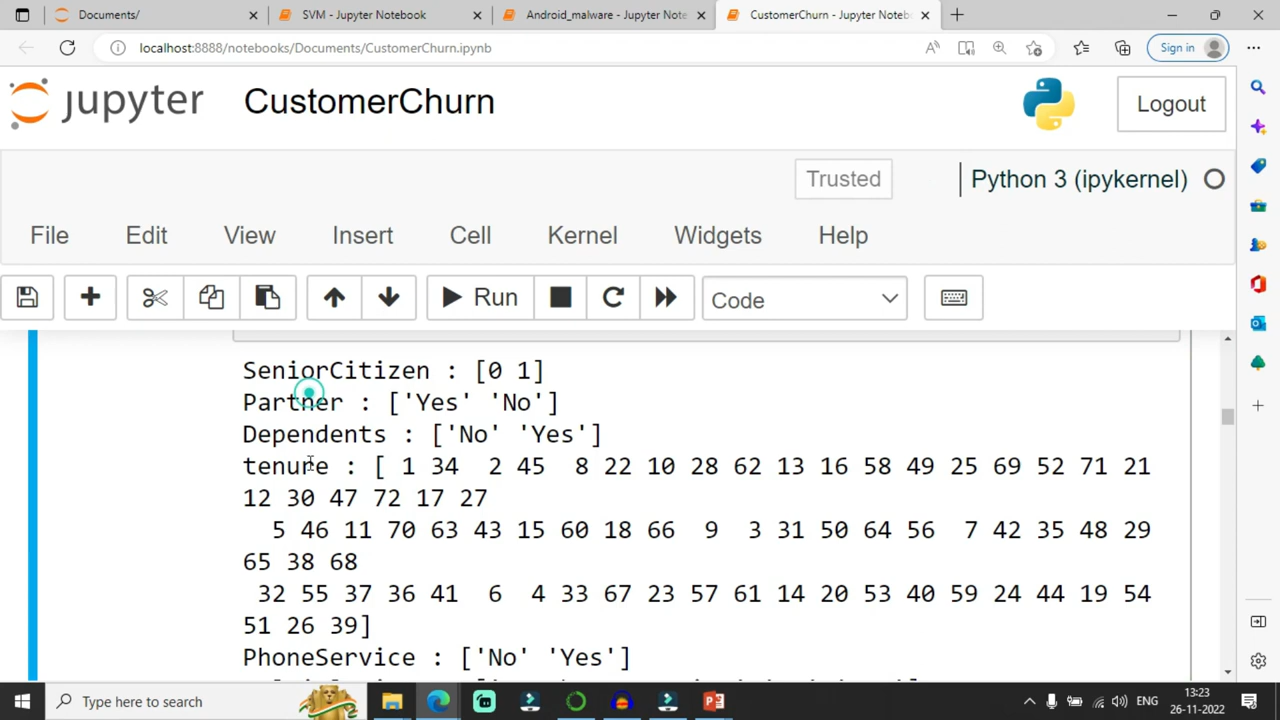 Documents/
SVM - Jupyter Notebook
Android_malware - Jupyter Note
CustomerChurn - Jupyter Noteb
localhost:8888/notebooks/Documents/CustomerChurn.ipynb
Sign in
jupyter CustomerChurn
Logout
Trusted
Python 3 (ipykernel)
File Edit View Insert Cell Kernel Widgets Help
Run
Code
SeniorCitizen : [0 1]
Partner : ['Yes' 'No']
Dependents : ['No' 'Yes']
tenure : [ 1 34 2 45 8 22 10 28 62 13 16 58 49 25 69 52 71 21
12 30 47 72 17 27
5 46 11 70 63 43 15 60 18 66 9 3 31 50 64 56 7 42 35 48 29
65 38 68
32 55 37 36 41 6 4 33 67 23 57 61 14 20 53 40 59 24 44 19 54
51 26 39]
PhoneService : ['No' 'Yes']
Type here to search
ENG
13:23
26-11-2022